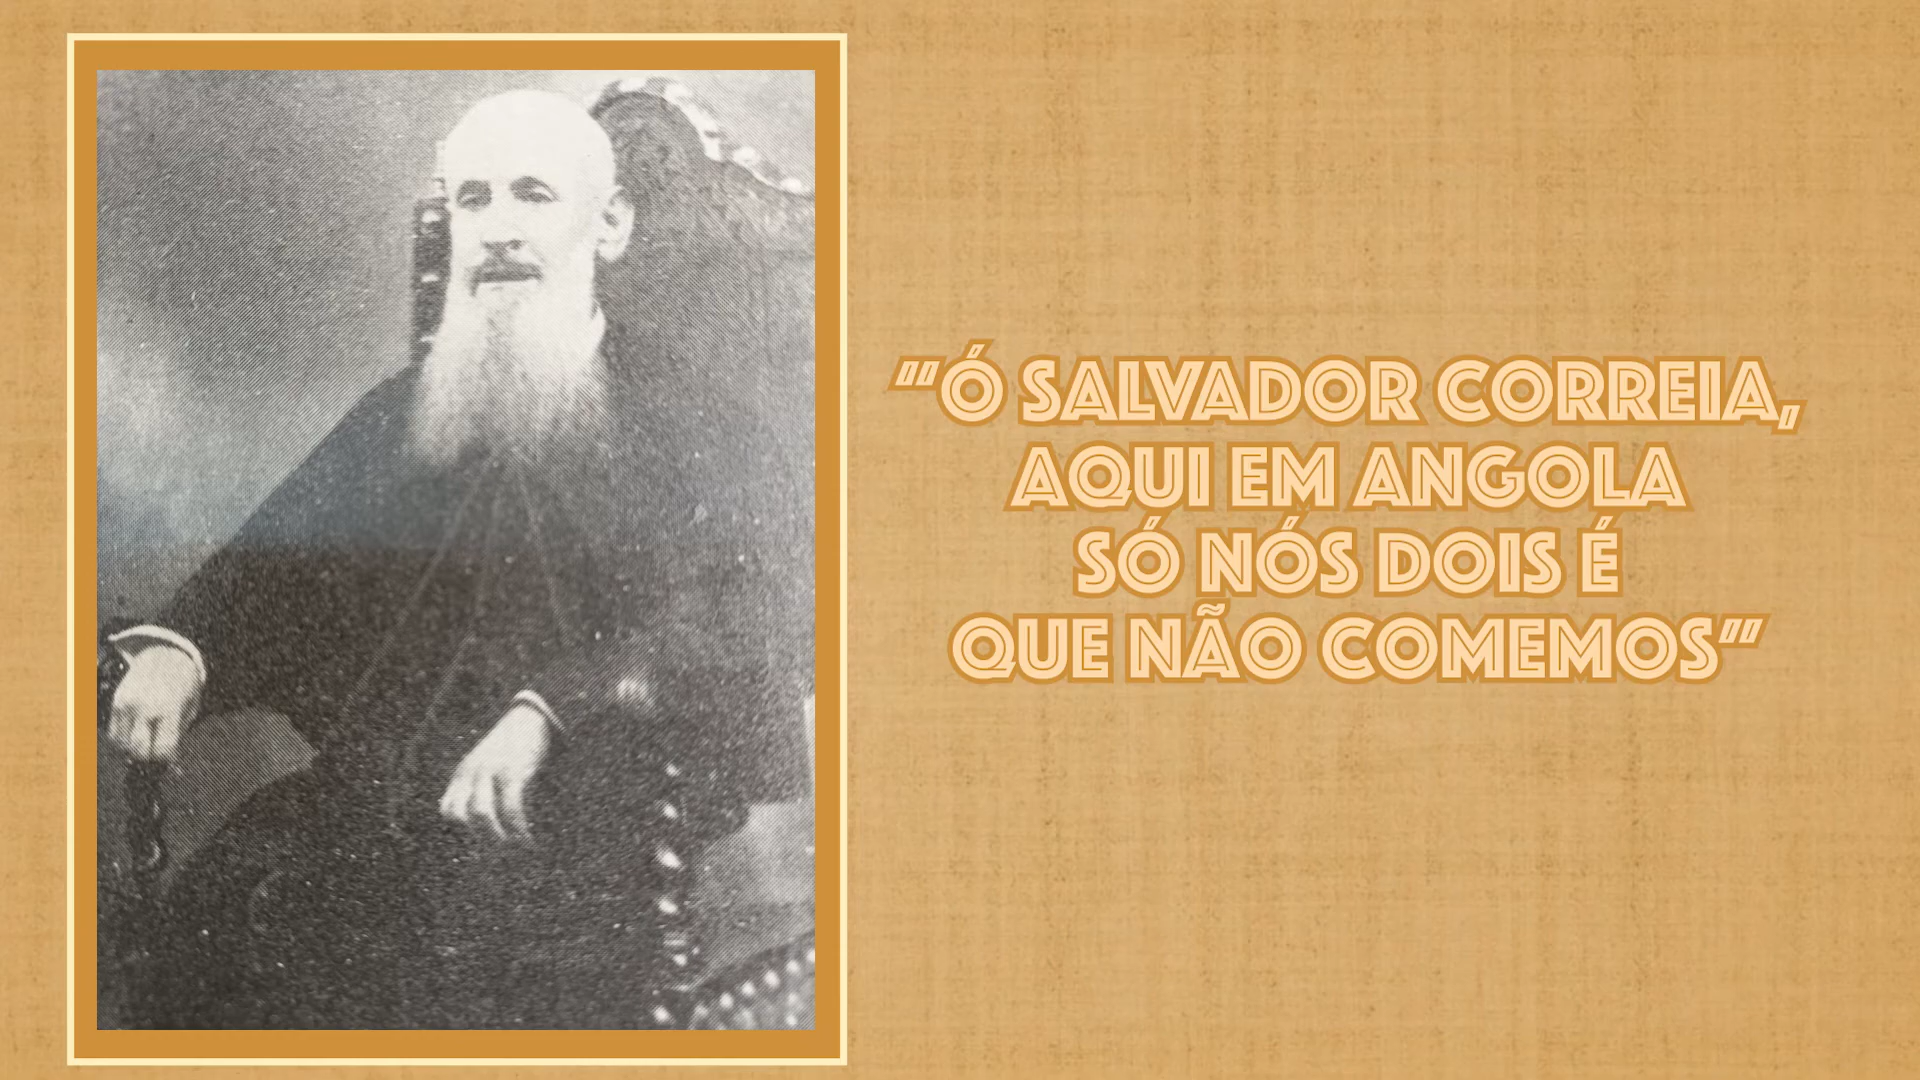 "Ó SALVADOR CORREIA,
AQUI EM ANGOLA
SÓ NÓS DOIS É
QUE NÃO COMEMOS"